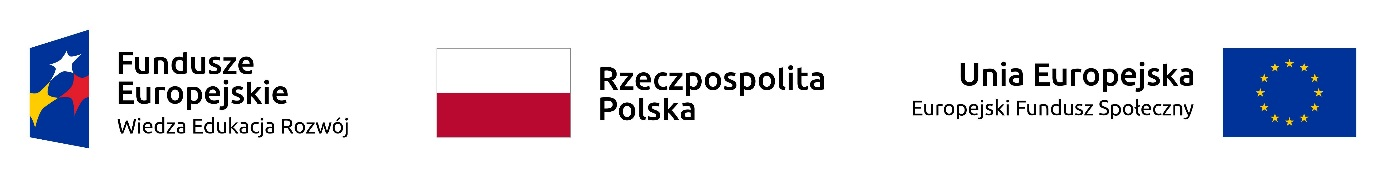 Fundusze
Europejskie
Wiedza Edukacja Rozwój
Rzeczpospolita
Polska
Unia Europejska
Europejski Fundusz Społeczny